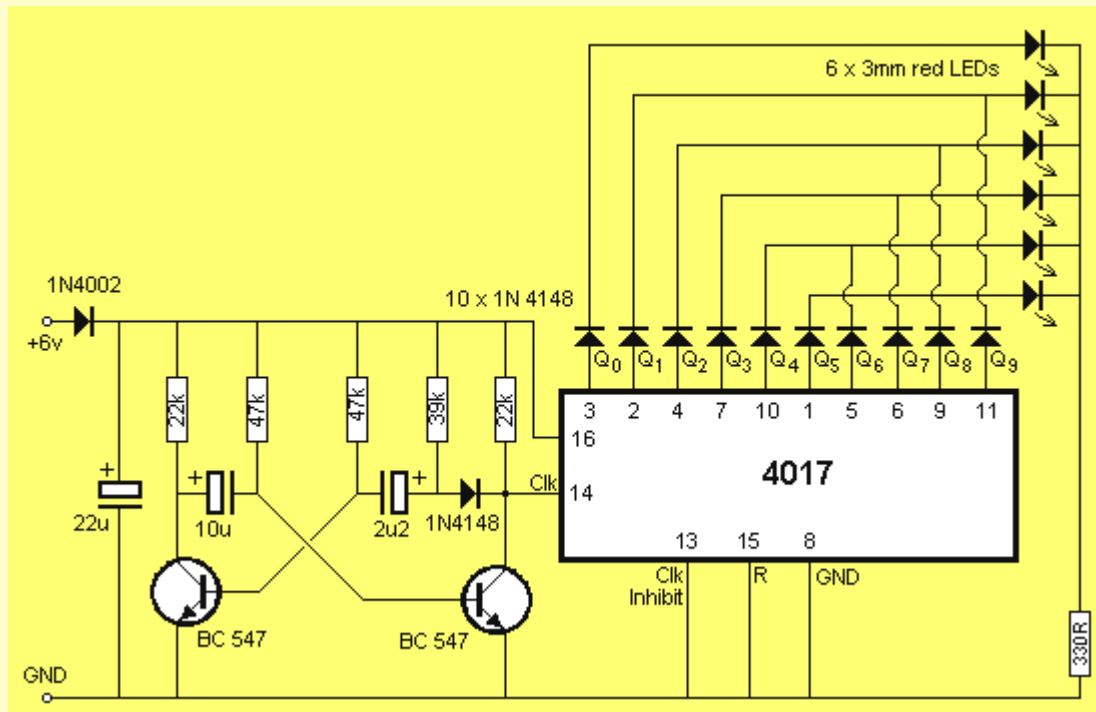 6 x 3mm red LEDs
1N4002
10 x 1N 4148
+6v
Q0 Q1 Q2 Q3 Q4 Q5 Q6 Q7 Q8 Q9
3 2 4 7 10 1 5 6 9 11
22k
47k
47k
39k
22k
16
4017
+
+
+
Clk
14
22u
10u
2u2
1N4148
13 15 8
Clk
Inhibit
R
GND
BC 547
BC 547
330R
GND